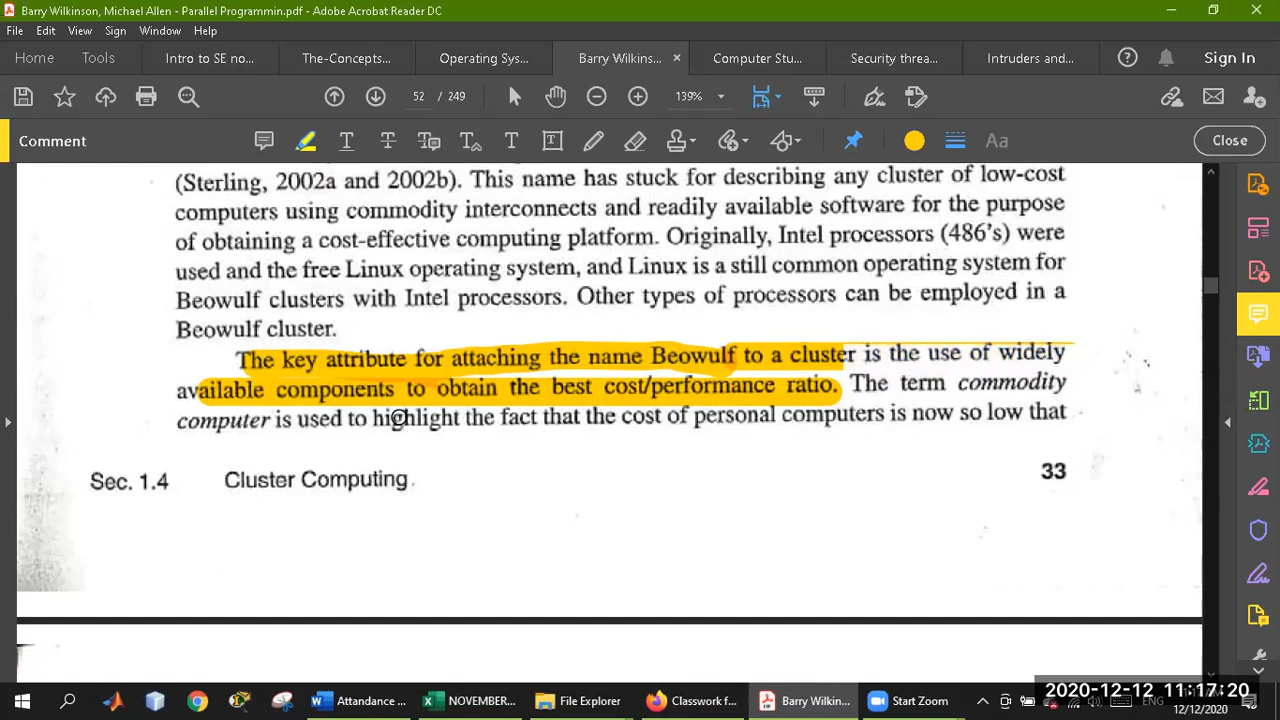 Barry Wilkinson, Michael Allen - Parallel Programmin.pdf - Adobe Acrobat Reader DC
File Edit View Sign Window Help
Home Tools Intro to SE no... The-Concepts... Operating Sys... Barry Wilkins... Computer Stu... Security threa... Intruders and... Sign In
52 / 249 139%
Comment Close
(Sterling, 2002a and 2002b). This name has stuck for describing any cluster of low-cost
computers using commodity interconnects and readily available software for the purpose
of obtaining a cost-effective computing platform. Originally, Intel processors (486's) were
used and the free Linux operating system, and Linux is a still common operating system for
Beowulf clusters with Intel processors. Other types of processors can be employed in a
Beowulf cluster.
The key attribute for attaching the name Beowulf to a cluster is the use of widely
available components to obtain the best cost/performance ratio. The term commodity
computer is used to highlight the fact that the cost of personal computers is now so low that
Sec. 1.4 Cluster Computing 33
Attandance NOVEMBER... File Explorer Classwork f... Barry Wilkin... Start Zoom ENG
2020-12-12 11:17:20
12/12/2020